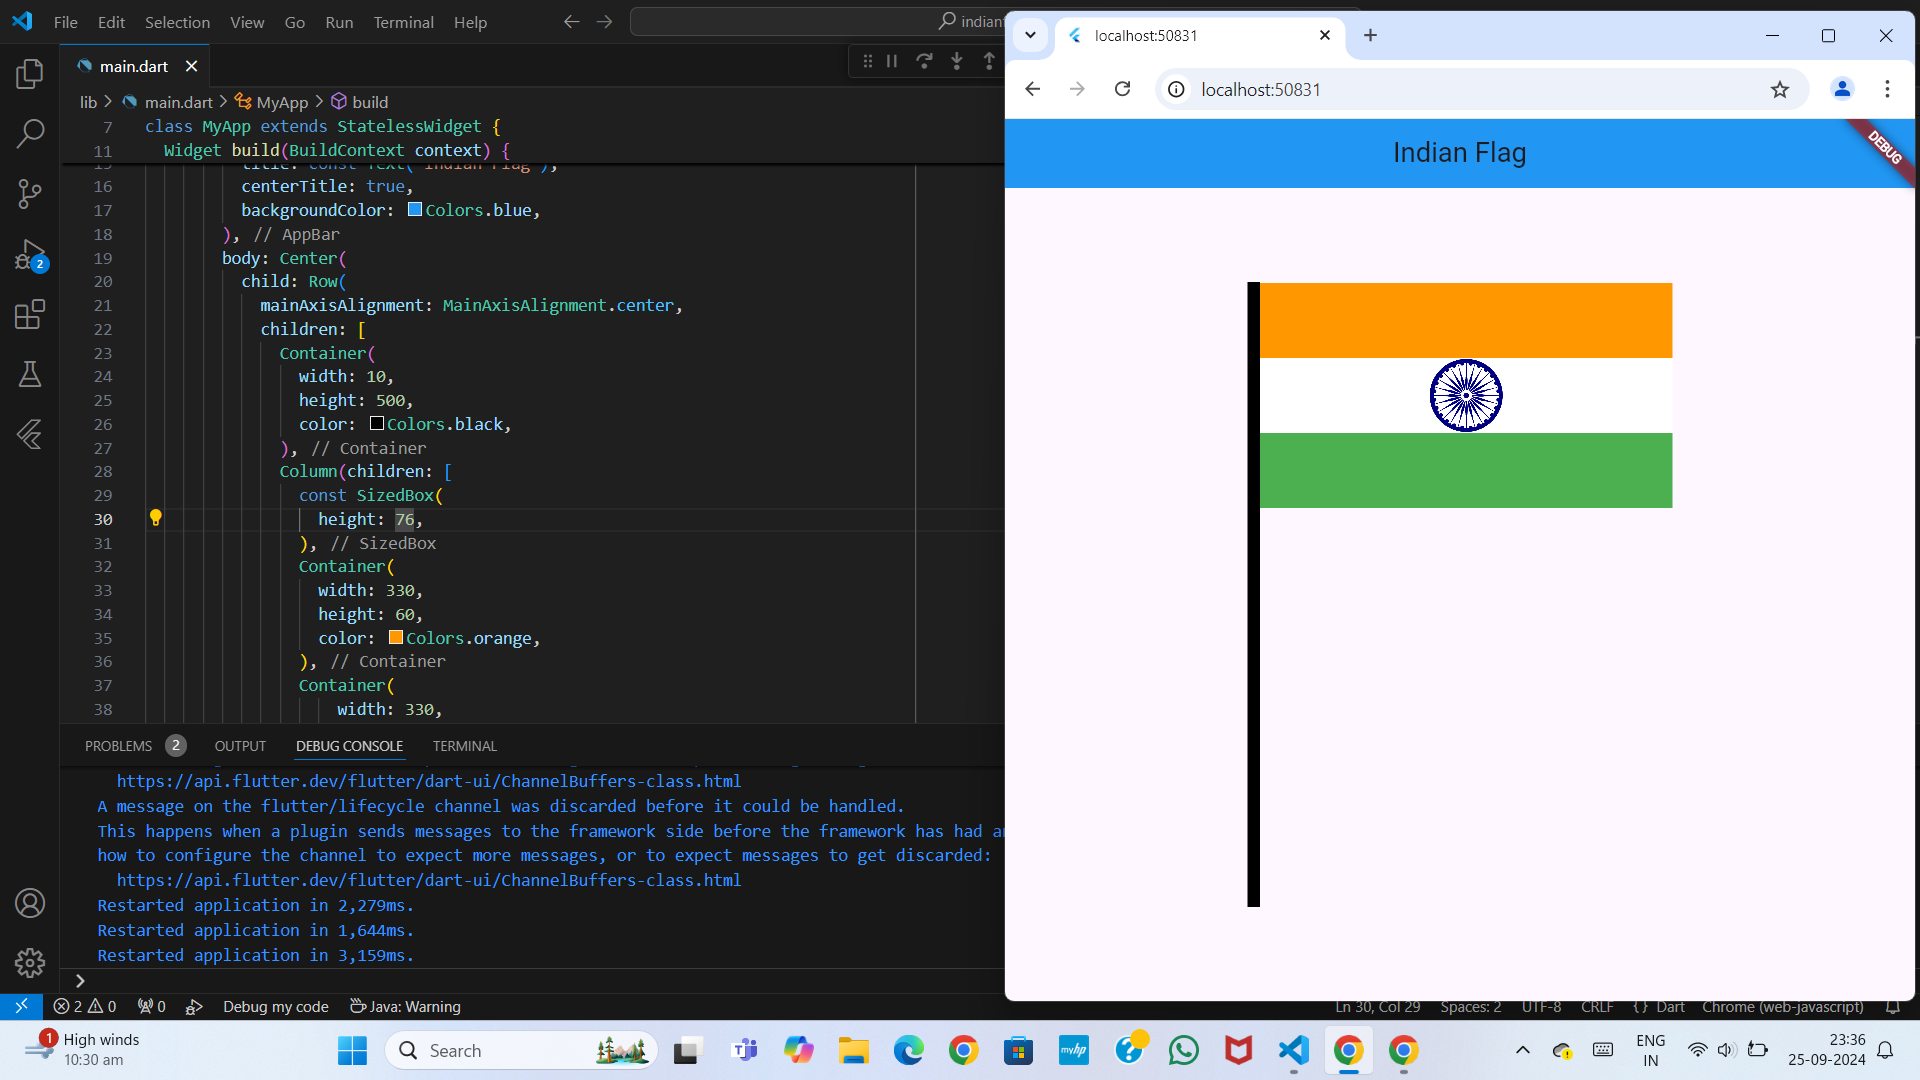 File Edit Selection View Go Run Terminal Help
indian
main.dart
lib > main.dart > MyApp > build
7 class MyApp extends StatelessWidget {
11 Widget build(BuildContext context) {
16 centerTitle: true,
17 backgroundColor: Colors.blue,
18 ), // AppBar
19 body: Center(
20 child: Row(
21 mainAxisAlignment: MainAxisAlignment.center,
22 children: [
23 Container(
24 width: 10,
25 height: 500,
26 color: Colors.black,
27 ), // Container
28 Column(children: [
29 const SizedBox(
30 height: 76,
31 ), // SizedBox
32 Container(
33 width: 330,
34 height: 60,
35 color: Colors.orange,
36 ), // Container
37 Container(
38 width: 330,
2
PROBLEMS 2 OUTPUT DEBUG CONSOLE TERMINAL
https://api.flutter.dev/flutter/dart-ui/ChannelBuffers-class.html
A message on the flutter/lifecycle channel was discarded before it could be handled.
This happens when a plugin sends messages to the framework side before the framework has had a
how to configure the channel to expect more messages, or to expect messages to get discarded:
https://api.flutter.dev/flutter/dart-ui/ChannelBuffers-class.html
Restarted application in 2,279ms.
Restarted application in 1,644ms.
Restarted application in 3,159ms.
2 0 0 Debug my code Java: Warning
Ln 30, Col 29 Spaces: 2 UTF-8 CRLF {} Dart Chrome (web-javascript)
localhost:50831
localhost:50831
Indian Flag
DEBUG
1 High winds
10:30 am
Search
myhp
ENG
IN
23:36
25-09-2024